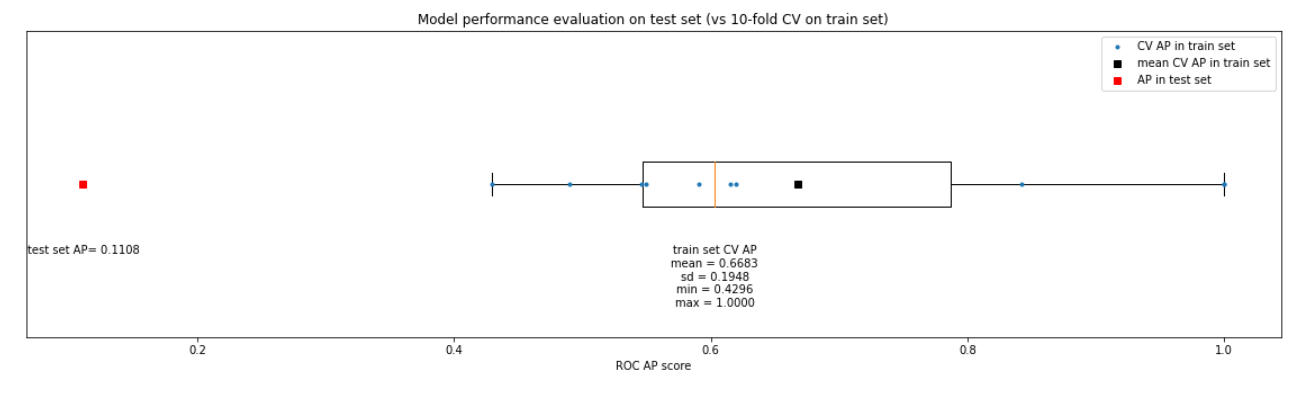 Model performance evaluation on test set (vs 10-fold CV on train set)
CV AP in train set
mean CV AP in train set
AP in test set
test set AP= 0.1108
train set CV AP
mean = 0.6683
sd = 0.1948
min = 0.4296
max = 1.0000
0.2 0.4 0.6 0.8 1.0
ROC AP score